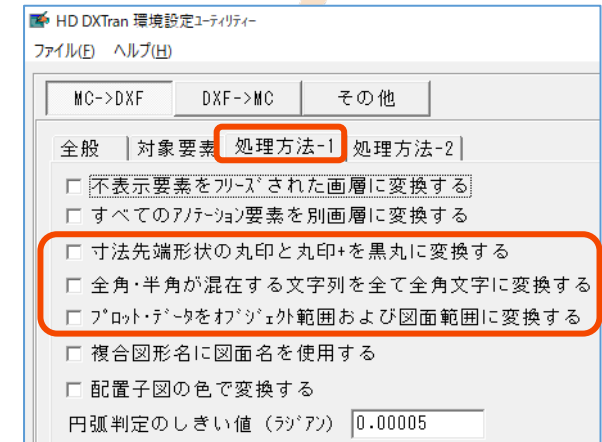 HD DXTran 環境設定ﾕｰﾃｨﾘﾃｨｰ
ファイル(F) ヘルプ(H)
MC->DXF DXF->MC その他
全般 対象要素 処理方法-1 処理方法-2
不表示要素をﾌﾘｰｽﾞされた画層に変換する
すべてのｱﾉﾃｰｼｮﾝ要素を別画層に変換する
寸法先端形状の丸印と丸印+を黒丸に変換する
全角･半角が混在する文字列を全て全角文字に変換する
ﾌﾟﾛｯﾄ･ﾃﾞｰﾀをｵﾌﾞｼﾞｪｸﾄ範囲および図面範囲に変換する
複合図形名に図面名を使用する
配置子図の色で変換する
円弧判定のしきい値 (ﾗｼﾞｱﾝ) 0.00005